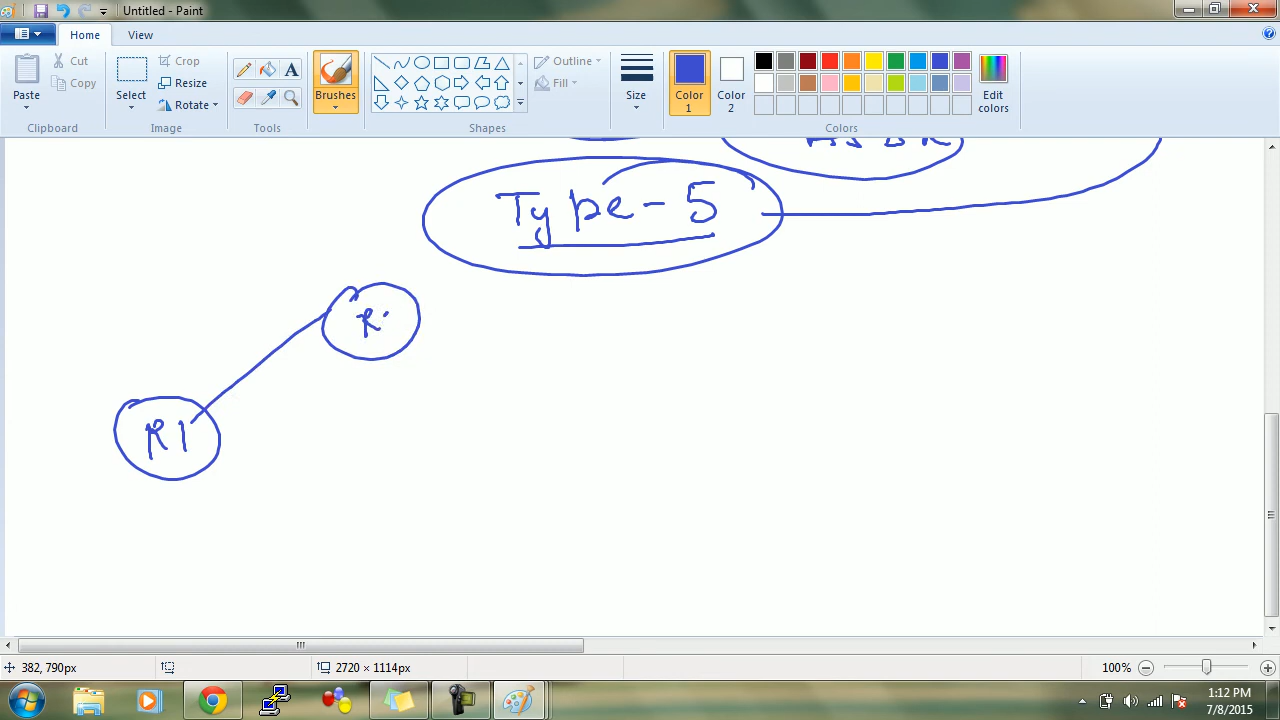 Untitled - Paint
Home View
Paste
Cut
Copy
Clipboard
Select
Crop
Resize
Rotate
Image
A
Tools
Brushes
Outline
Fill
Shapes
Size
Color 1
Color 2
Edit colors
Colors
ASBR
Type-5
R
R1
382, 790px
2720 × 1114px
100%
1:12 PM
7/8/2015